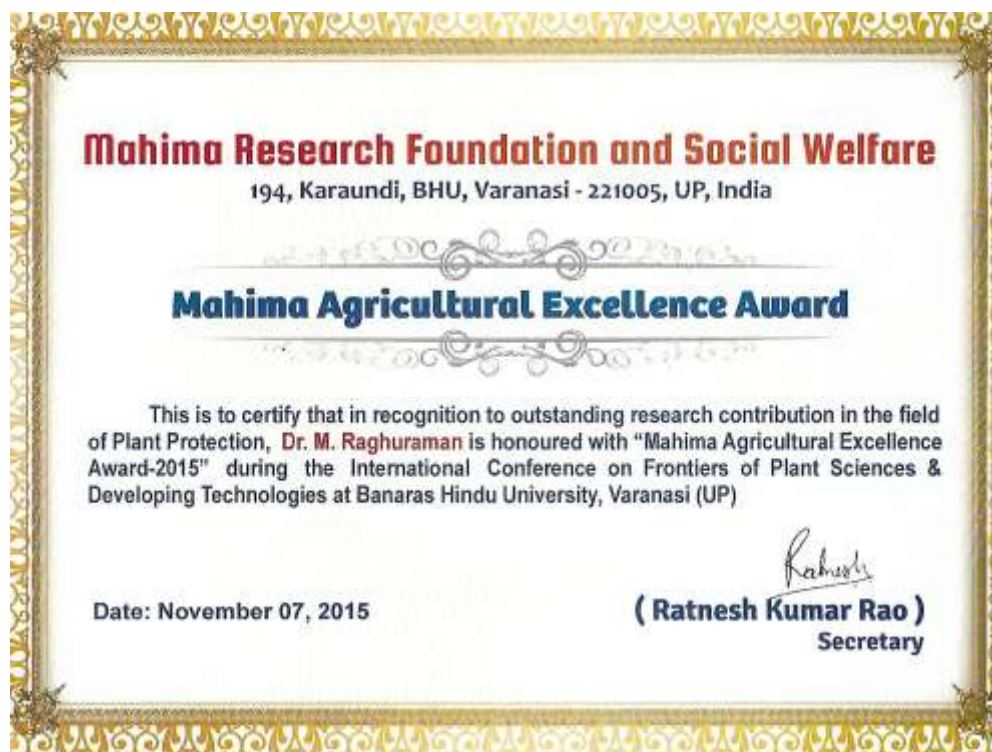 Mahima Research Foundation and Social Welfare
194, Karaundi, BHU, Varanasi - 221005, UP, India
Mahima Agricultural Excellence Award
This is to certify that in recognition to outstanding research contribution in the field
of Plant Protection, Dr. M. Raghuraman is honoured with “Mahima Agricultural Excellence
Award-2015” during the International Conference on Frontiers of Plant Sciences &
Developing Technologies at Banaras Hindu University, Varanasi (UP)
Ratnesh
Date: November 07, 2015
( Ratnesh Kumar Rao )
Secretary